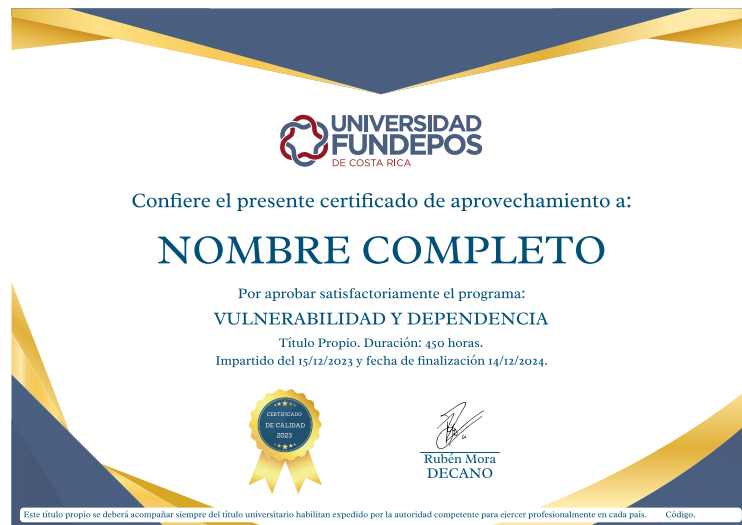 UNIVERSIDAD
FUNDEPOS
DE COSTA RICA
Confiere el presente certificado de aprovechamiento a:
NOMBRE COMPLETO
Por aprobar satisfactoriamente el programa:
VULNERABILIDAD Y DEPENDENCIA
Título Propio. Duración: 450 horas.
Impartido del 15/12/2023 y fecha de finalización 14/12/2024.
CERTIFICADO
DE CALIDAD
2023
Rubén Mora
DECANO
Este titulo propio se deberá acompañar siempre del título universitario habilitan expedido por la autoridad competente para ejercer profesionalmente en cada país. Código.